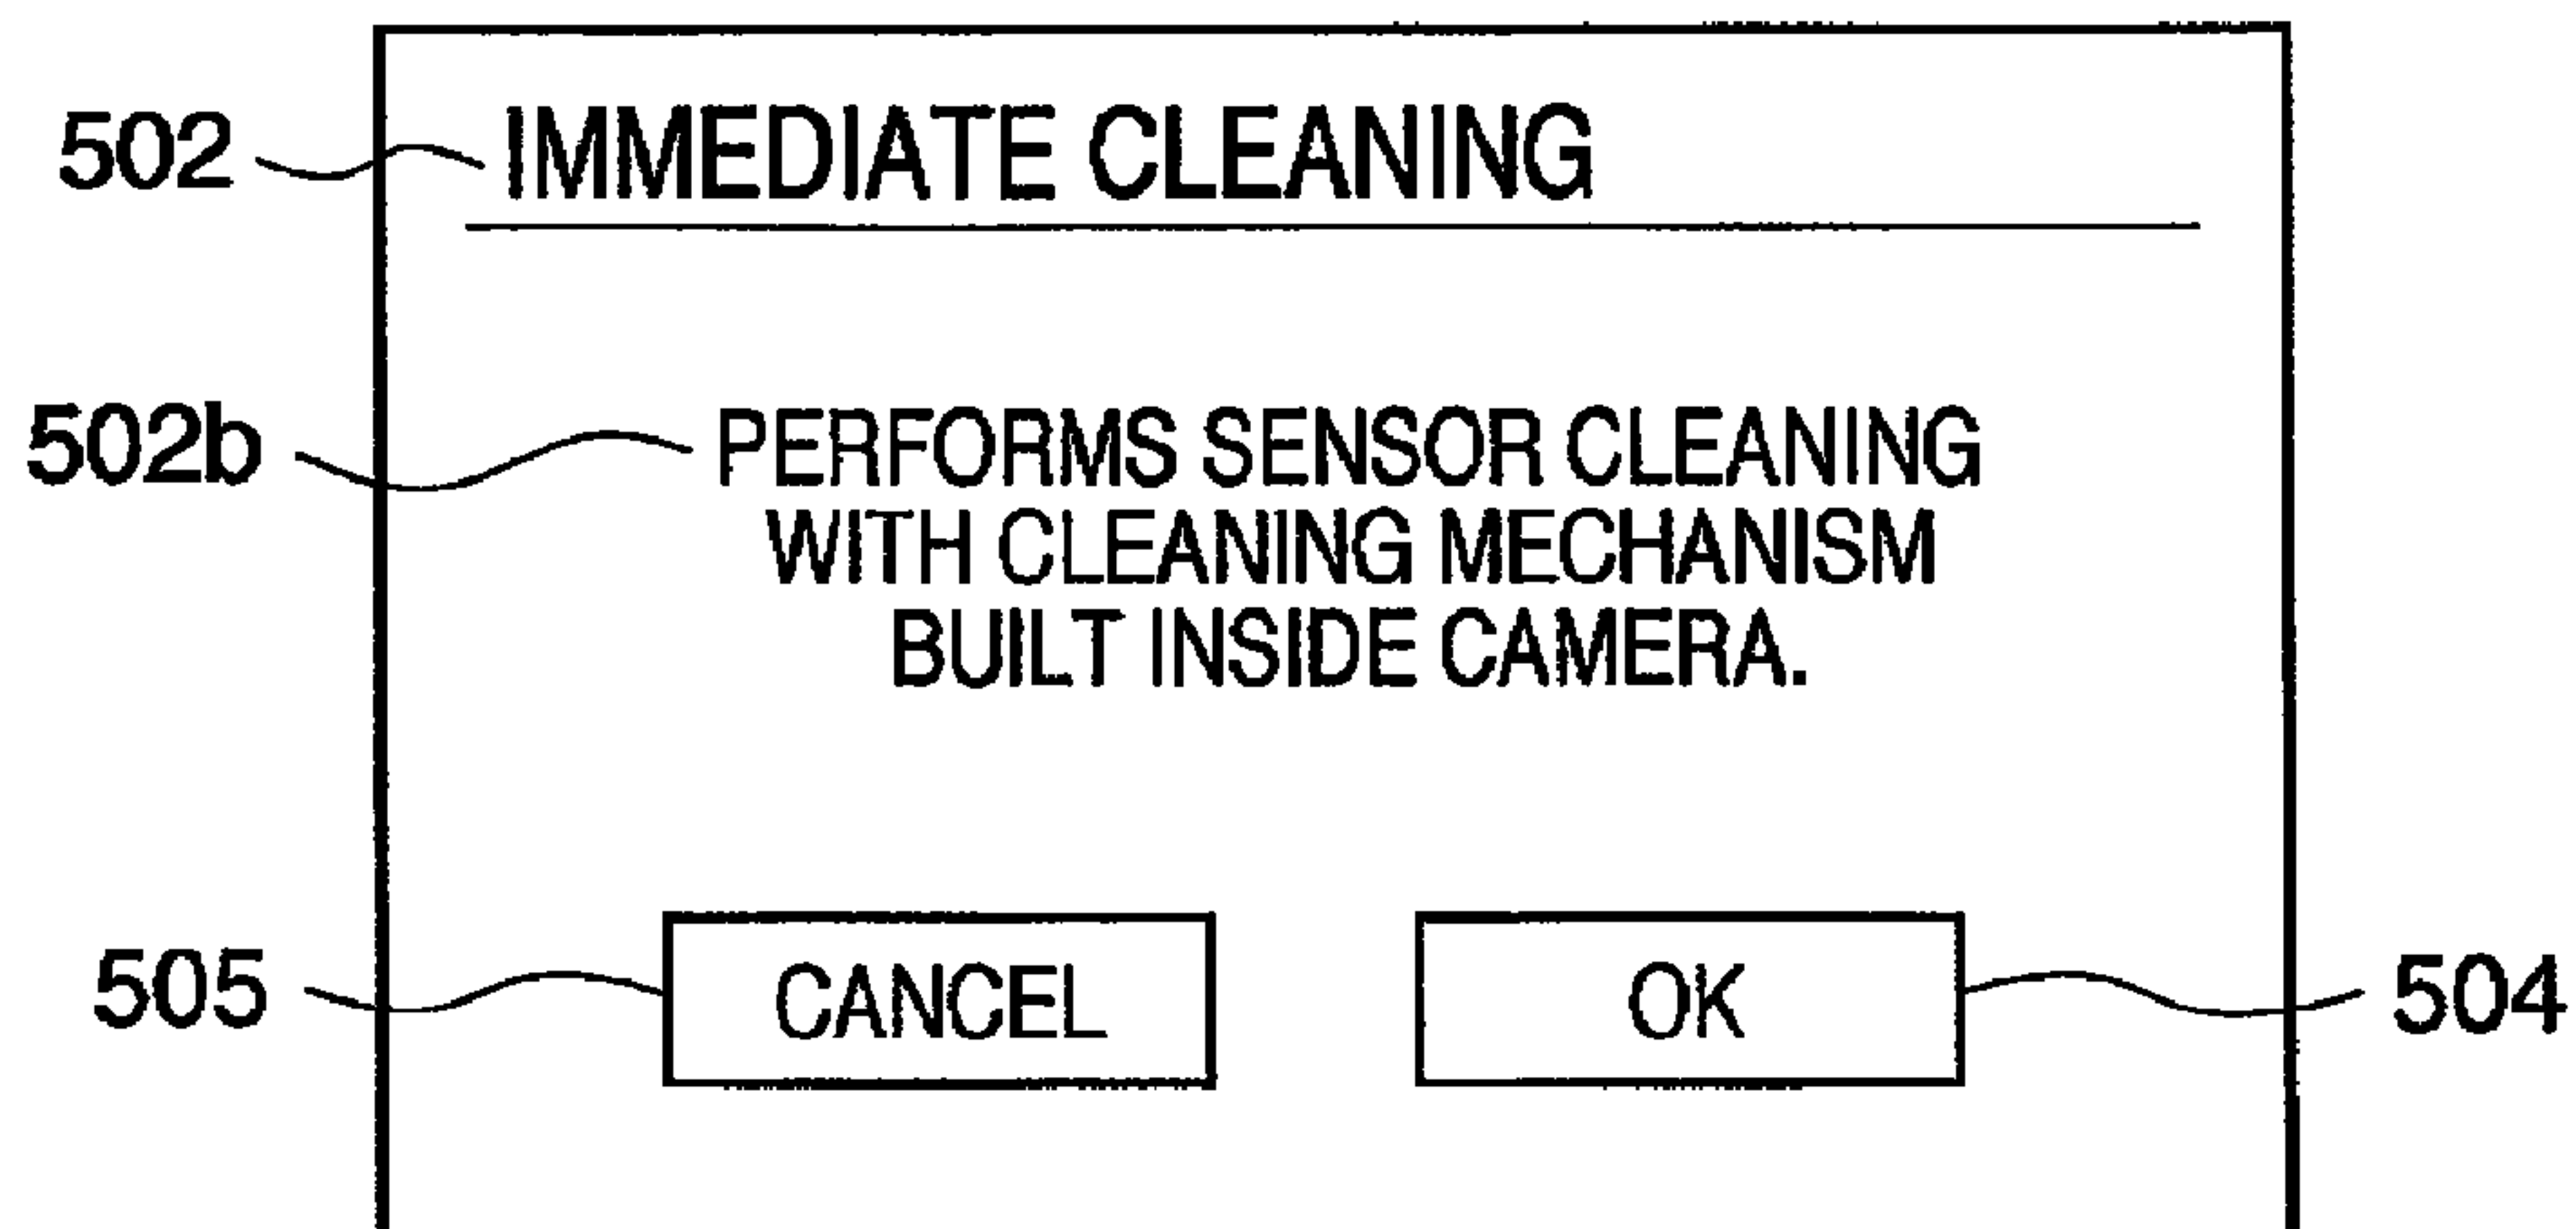 502 IMMEDIATE CLEANING
502b PERFORMS SENSOR CLEANING
WITH CLEANING MECHANISM
BUILT INSIDE CAMERA.
505 CANCEL OK 504